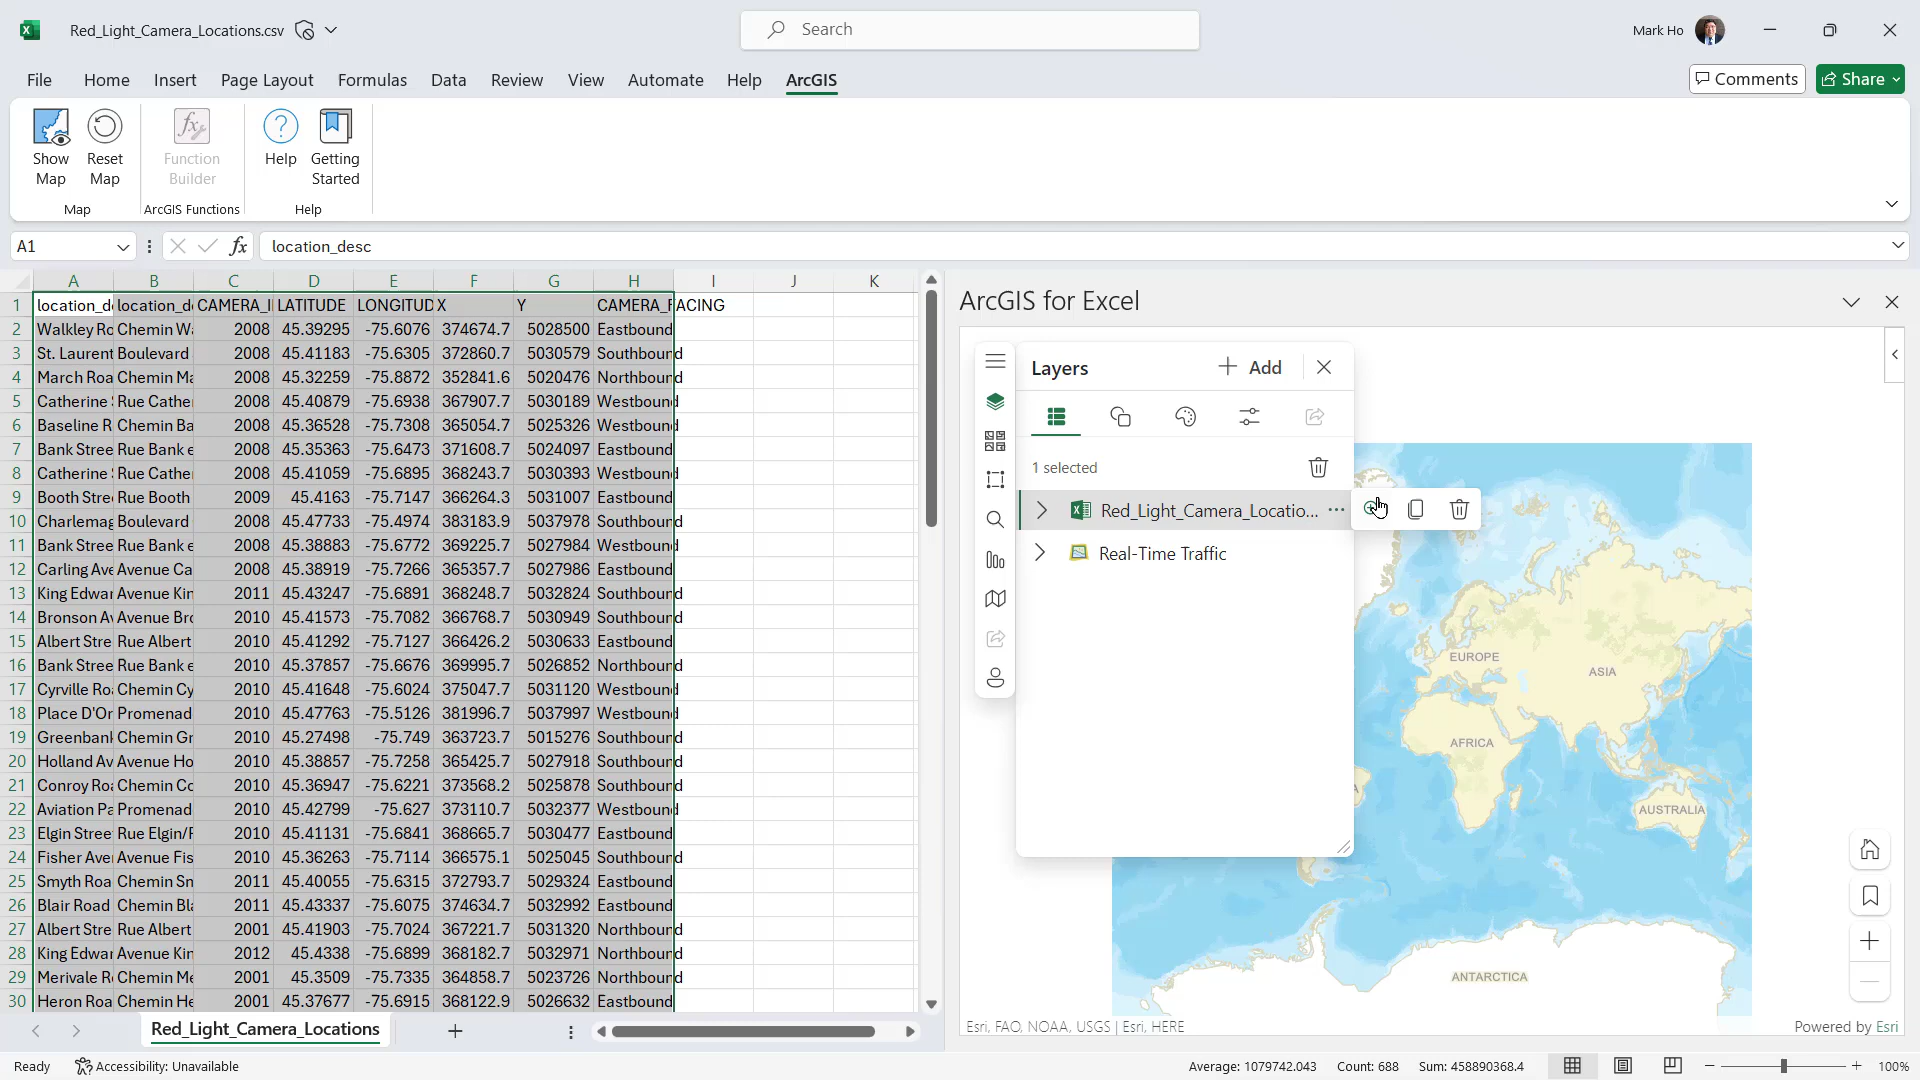 Red_Light_Camera_Locations.csv
Search
Mark Ho
File Home Insert Page Layout Formulas Data Review View Automate Help ArcGIS
Comments Share
Show Map
Reset Map
Function Builder
Help
Getting Started
Map
ArcGIS Functions
Help
A1
fx
location_desc
A B C D E F G H I J K
1 location_d location_d CAMERA_I LATITUDE LONGITUD X Y CAMERA_FACING
2 Walkley Ro Chemin Wa 2008 45.39295 -75.6076 374674.7 5028500 Eastbound
3 St. Laurent Boulevard 2008 45.41183 -75.6305 372860.7 5030579 Southbound
4 March Roa Chemin Ma 2008 45.32259 -75.8872 352841.6 5020476 Northbound
5 Catherine S Rue Cathe 2008 45.40879 -75.6938 367907.7 5030189 Westbound
6 Baseline R Chemin Ba 2008 45.36528 -75.7308 365054.7 5025326 Westbound
7 Bank Stree Rue Bank e 2008 45.35363 -75.6473 371608.7 5024097 Eastbound
8 Catherine S Rue Cathe 2008 45.41059 -75.6895 368243.7 5030393 Westbound
9 Booth Stre Rue Booth 2009 45.4163 -75.7147 366264.3 5031007 Eastbound
10 Charlemag Boulevard 2008 45.47733 -75.4974 383183.9 5037978 Southbound
11 Bank Stree Rue Bank e 2008 45.38883 -75.6772 369225.7 5027984 Westbound
12 Carling Ave Avenue Ca 2008 45.38919 -75.7266 365357.7 5027986 Eastbound
13 King Edwar Avenue Kin 2011 45.43247 -75.6891 368248.7 5032824 Southbound
14 Bronson Av Avenue Bro 2010 45.41573 -75.7082 366768.7 5030949 Southbound
15 Albert Stre Rue Albert 2010 45.41292 -75.7127 366426.2 5030633 Eastbound
16 Bank Stree Rue Bank e 2010 45.37857 -75.6676 369995.7 5026852 Northbound
17 Cyrville Ro Chemin Cy 2010 45.41648 -75.6024 375047.7 5031120 Westbound
18 Place D'Or Promenad 2010 45.47763 -75.5126 381996.7 5037997 Westbound
19 Greenbank Chemin Gr 2010 45.27498 -75.749 363723.7 5015276 Southbound
20 Holland Av Avenue Ho 2010 45.38857 -75.7258 365425.7 5027918 Southbound
21 Conroy Roa Chemin Co 2010 45.36947 -75.6221 373568.2 5025878 Southbound
22 Aviation Pa Promenad 2010 45.42799 -75.627 373110.7 5032377 Westbound
23 Elgin Stree Rue Elgin/F 2010 45.41131 -75.6841 368665.7 5030477 Eastbound
24 Fisher Ave Avenue Fis 2010 45.36263 -75.7114 366575.1 5025045 Southbound
25 Smyth Roa Chemin Sn 2011 45.40055 -75.6315 372793.7 5029324 Eastbound
26 Blair Road Chemin Bl 2011 45.43337 -75.6075 374634.7 5032992 Eastbound
27 Albert Stre Rue Albert 2001 45.41903 -75.7024 367221.7 5031320 Northbound
28 King Edwar Avenue Kin 2012 45.4338 -75.6899 368182.7 5032971 Northbound
29 Merivale R Chemin Me 2001 45.3509 -75.7335 364858.7 5023726 Northbound
30 Heron Roa Chemin He 2001 45.37677 -75.6915 368122.9 5026632 Eastbound
Red_Light_Camera_Locations
ArcGIS for Excel
Layers
Add
1 selected
Red_Light_Camera_Locatio...
Real-Time Traffic
EUROPE
ASIA
AFRICA
AUSTRALIA
ANTARCTICA
Esri, FAO, NOAA, USGS | Esri, HERE
Powered by Esri
Ready
Accessibility: Unavailable
Average: 1079742.043 Count: 688 Sum: 458890368.4
100%